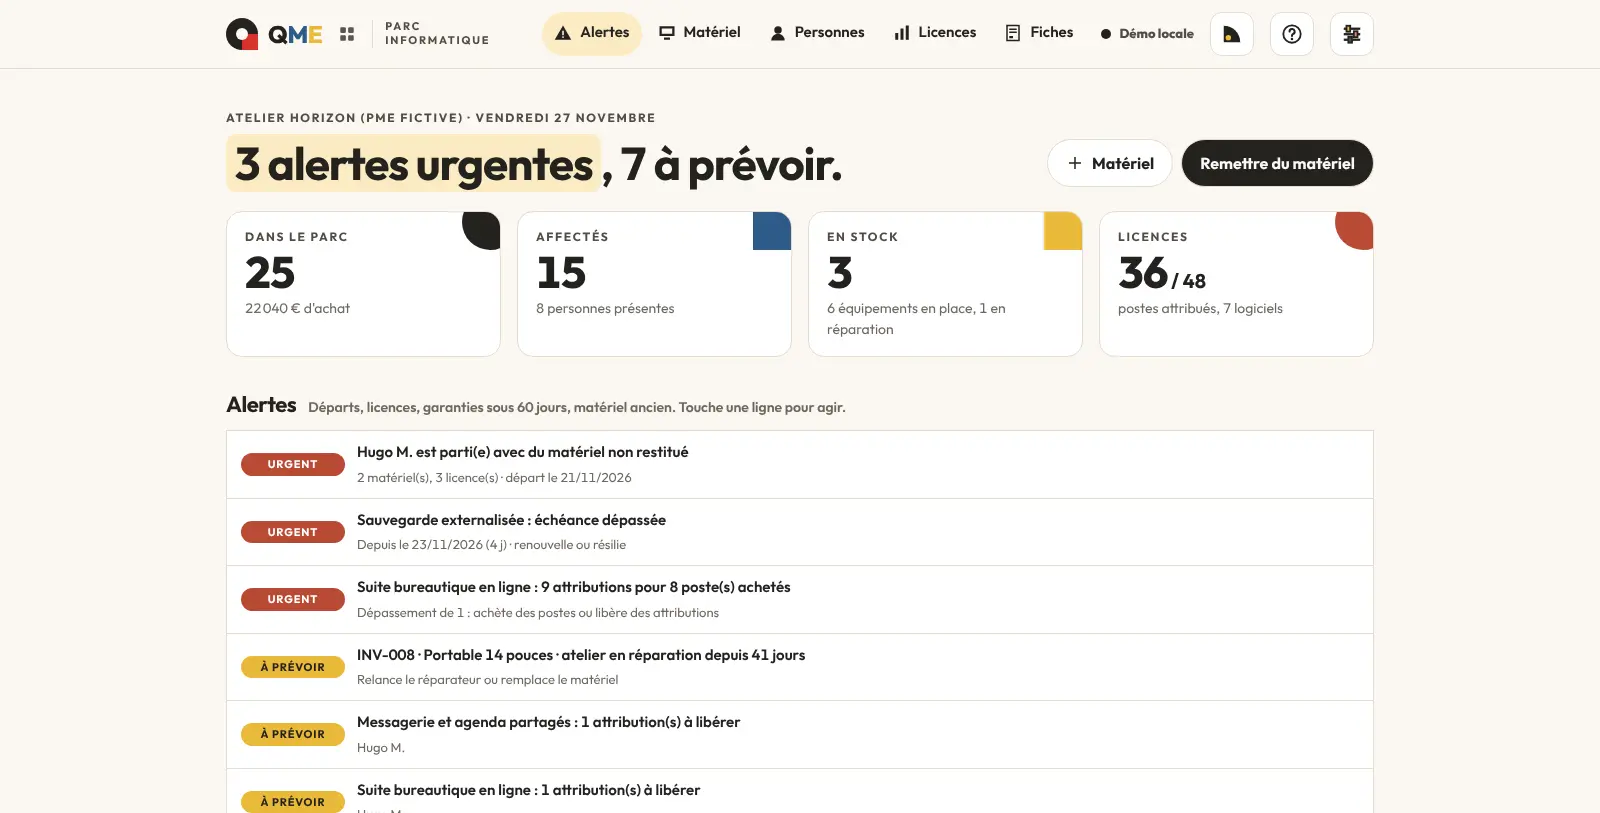 QME
PARC
INFORMATIQUE
Alertes
Matériel
Personnes
Licences
Fiches
Démo locale
ATELIER HORIZON (PME FICTIVE) · VENDREDI 27 NOVEMBRE
3 alertes urgentes, 7 à prévoir.
+ Matériel
Remettre du matériel
DANS LE PARC
25
22 040 € d'achat
AFFECTÉS
15
8 personnes présentes
EN STOCK
3
6 équipements en place, 1 en
réparation
LICENCES
36 / 48
postes attribués, 7 logiciels
Alertes
Départs, licences, garanties sous 60 jours, matériel ancien. Touche une ligne pour agir.
URGENT
Hugo M. est parti(e) avec du matériel non restitué
2 matériel(s), 3 licence(s) · départ le 21/11/2026
URGENT
Sauvegarde externalisée : échéance dépassée
Depuis le 23/11/2026 (4 j) · renouvelle ou résilie
URGENT
Suite bureautique en ligne : 9 attributions pour 8 poste(s) achetés
Dépassement de 1 : achète des postes ou libère des attributions
À PRÉVOIR
INV-008 · Portable 14 pouces · atelier en réparation depuis 41 jours
Relance le réparateur ou remplace le matériel
À PRÉVOIR
Messagerie et agenda partagés : 1 attribution(s) à libérer
Hugo M.
À PRÉVOIR
Suite bureautique en ligne : 1 attribution(s) à libérer